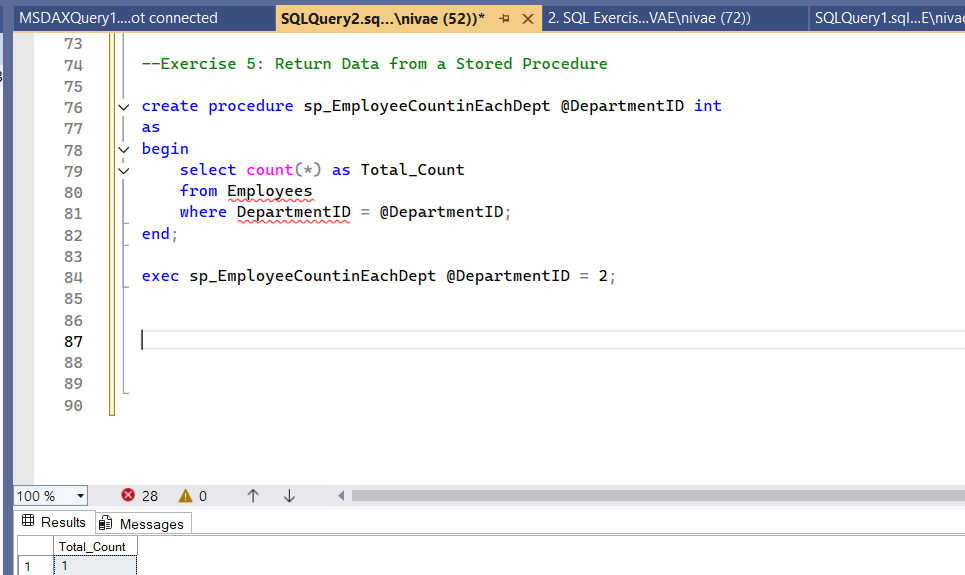 MSDAXQuery1....ot connected
SQLQuery2.sq...\nivae (52))*
2. SQL Exercis...VAE\nivae (72))
SQLQuery1.sql...E\nivae
73
74 --Exercise 5: Return Data from a Stored Procedure
75
76 create procedure sp_EmployeeCountinEachDept @DepartmentID int
77 as
78 begin
79 select count(*) as Total_Count
80 from Employees
81 where DepartmentID = @DepartmentID;
82 end;
83
84 exec sp_EmployeeCountinEachDept @DepartmentID = 2;
85
86
87
88
89
90
100 % 28 0
Results Messages
Total_Count
1 1